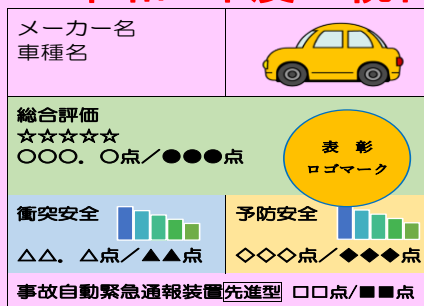 メーカー名
車種名
総合評価
☆☆☆☆☆
○○○．○点／●●●点
表 彰
ロゴマーク
衝突安全
△△．△点／▲▲点
予防安全
◇◇◇点／◆◆◆点
事故自動緊急通報装置 先進型 □□点/■■点